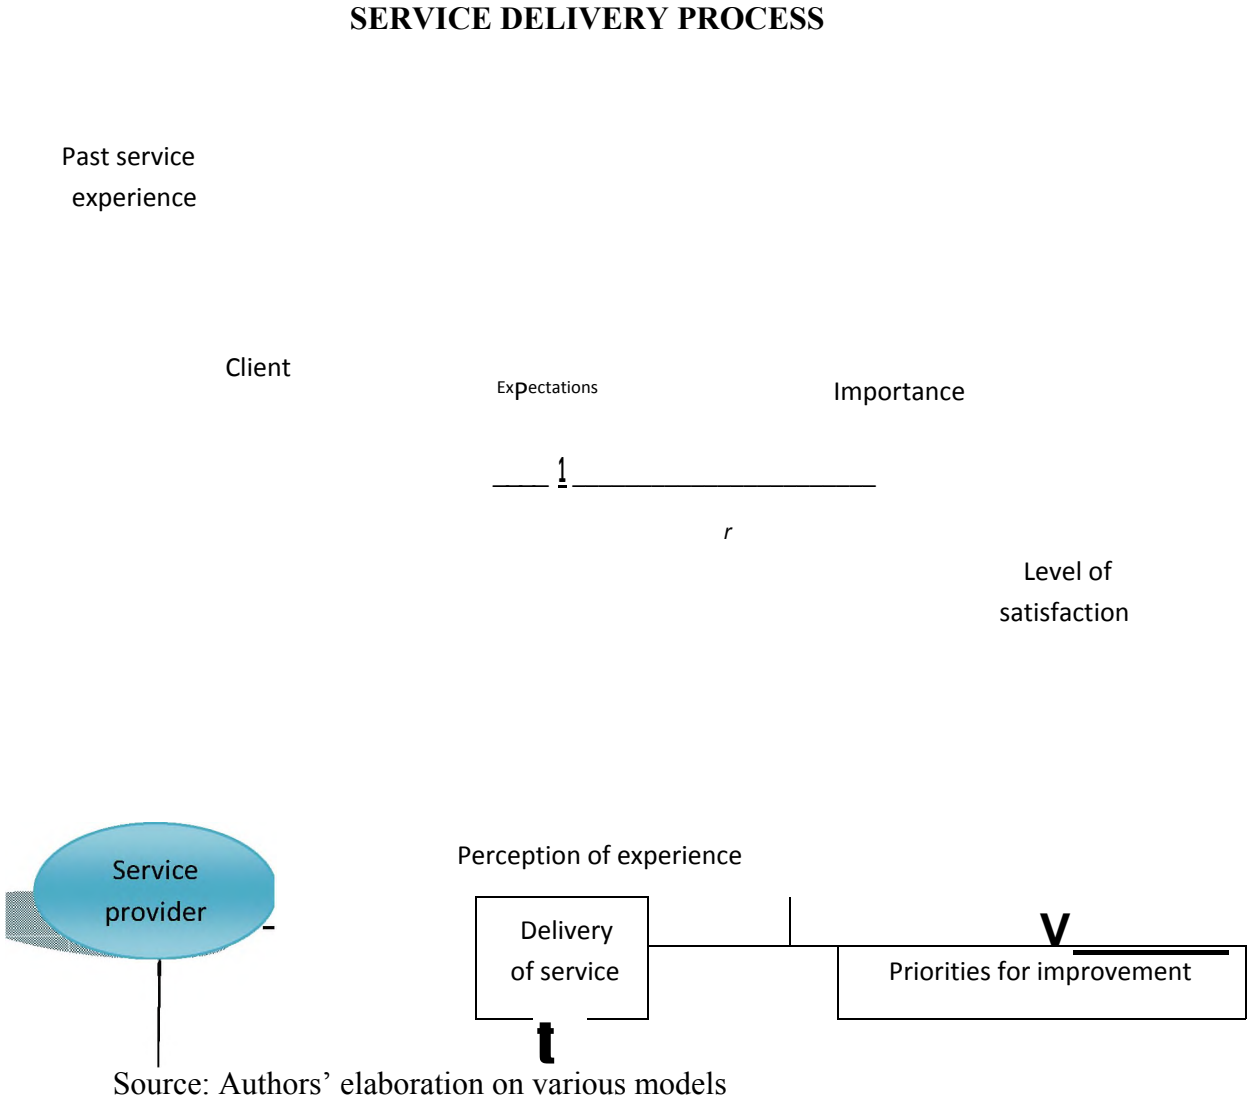 SERVICE DELIVERY PROCESS
Past service
experience
Client
Expectations
Importance
1
r
Level of
satisfaction
Perception of experience
Service
provider
Delivery
of service
V
Priorities for improvement
t
Source: Authors’ elaboration on various models